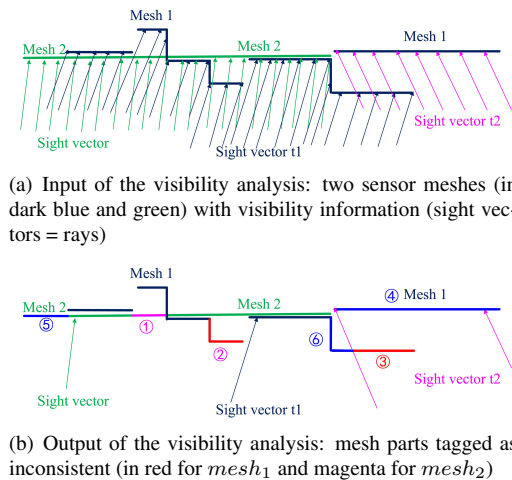 Mesh 1
Mesh 2
Mesh 2
Mesh 1
Sight vector
Sight vector t1
Sight vector t2
(a) Input of the visibility analysis: two sensor meshes (in
dark blue and green) with visibility information (sight vec-
tors = rays)
Mesh 1
④
Mesh 2
Mesh 2
Mesh 1
⑤
①
②
⑥
③
Sight vector
Sight vector t1
Sight vector t2
(b) Output of the visibility analysis: mesh parts tagged as
inconsistent (in red for mesh1 and magenta for mesh2)